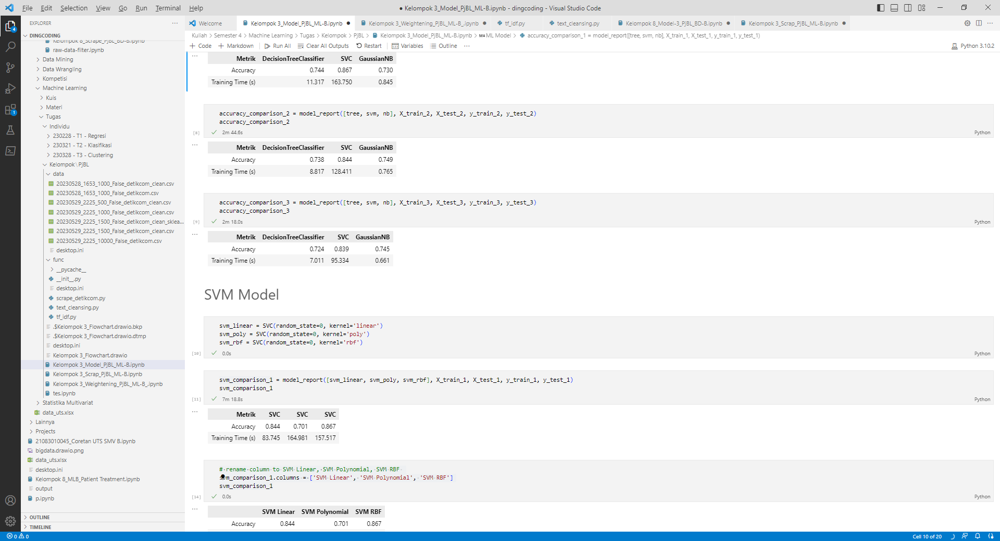 File Edit Selection View Go Run Terminal Help
● Kelompok 3_Model_PjBL_ML-B.ipynb - dingcoding - Visual Studio Code
EXPLORER
Welcome
Kelompok 3_Model_PjBL_ML-B.ipynb
Kelompok 3_Weightening_PjBL_ML-B_.ipynb
tf_idf.py
text_cleansing.py
Kelompok 8_Model-3_PjBL_BD-B.ipynb
Kelompok 3_Scrap_PjBL_ML-B.ipynb
Kuliah > Semester 4 > Machine Learning > Tugas > Kelompok > PjBL > Kelompok 3_Model_PjBL_ML-B.ipynb > M↓ML Model > accuracy_comparison_1 = model_report([tree, svm, nb], X_train_1, X_test_1, y_train_1, y_test_1)
+ Code + Markdown Run All Clear All Outputs Restart Variables Outline ...
Python 3.10.2
4
1
DINGCODING
Kelompok 8_Scrape_PjBL_BD-B.ipynb
raw-data-filter.ipynb
Data Mining
Data Wrangling
Kompetisi
Machine Learning
Kuis
Materi
Tugas
Individu
230228 - T1 - Regresi
230321 - T2 - Klasifikasi
230328 - T3 - Clustering
Kelompok \ PjBL
data
20230528_1653_1000_False_detikcom_clean.csv
20230528_1653_1000_False_detikcom.csv
20230529_2225_500_False_detikcom_clean.csv
20230529_2225_1000_False_detikcom_clean.csv
20230529_2225_1500_False_detikcom_clean_sklea...
20230529_2225_1500_False_detikcom_clean.csv
20230529_2225_10000_False_detikcom.csv
desktop.ini
func
__pycache__
__init__.py
desktop.ini
scrape_detikcom.py
text_cleansing.py
tf_idf.py
.$Kelompok 3_Flowchart.drawio.bkp
.$Kelompok 3_Flowchart.drawio.dtmp
desktop.ini
Kelompok 3_Flowchart.drawio
Kelompok 3_Model_PjBL_ML-B.ipynb
Kelompok 3_Scrap_PjBL_ML-B.ipynb
Kelompok 3_Weightening_PjBL_ML-B_.ipynb
tes.ipynb
Statistika Multivariat
data_uts.xlsx
Lainnya
Projects
21083010045_Coretan UTS SMV B.ipynb
bigdata.drawio.png
data_uts.xlsx
desktop.ini
Kelompok 8_MLB_Patient Treatment.ipynb
output
p.ipynb
OUTLINE
TIMELINE
Metrik DecisionTreeClassifier SVC GaussianNB
Accuracy 0.744 0.867 0.730
Training Time (s) 11.317 163.750 0.845
accuracy_comparison_2 = model_report([tree, svm, nb], X_train_2, X_test_2, y_train_2, y_test_2)
accuracy_comparison_2
[8] 2m 44.6s Python
Metrik DecisionTreeClassifier SVC GaussianNB
Accuracy 0.738 0.844 0.749
Training Time (s) 8.817 128.411 0.765
accuracy_comparison_3 = model_report([tree, svm, nb], X_train_3, X_test_3, y_train_3, y_test_3)
accuracy_comparison_3
[9] 2m 18.0s Python
Metrik DecisionTreeClassifier SVC GaussianNB
Accuracy 0.724 0.839 0.745
Training Time (s) 7.011 95.334 0.661
SVM Model
svm_linear = SVC(random_state=0, kernel='linear')
svm_poly = SVC(random_state=0, kernel='poly')
svm_rbf = SVC(random_state=0, kernel='rbf')
[10] 0.0s Python
svm_comparison_1 = model_report([svm_linear, svm_poly, svm_rbf], X_train_1, X_test_1, y_train_1, y_test_1)
svm_comparison_1
[11] 7m 18.8s Python
Metrik SVC SVC SVC
Accuracy 0.844 0.701 0.867
Training Time (s) 83.745 164.981 157.517
# rename column to SVM Linear, SVM Polynomial, SVM RBF
svm_comparison_1.columns = ['SVM Linear', 'SVM Polynomial', 'SVM RBF']
svm_comparison_1
[14] 0.0s Python
SVM Linear SVM Polynomial SVM RBF
Accuracy 0.844 0.701 0.867
0 0 Cell 10 of 20